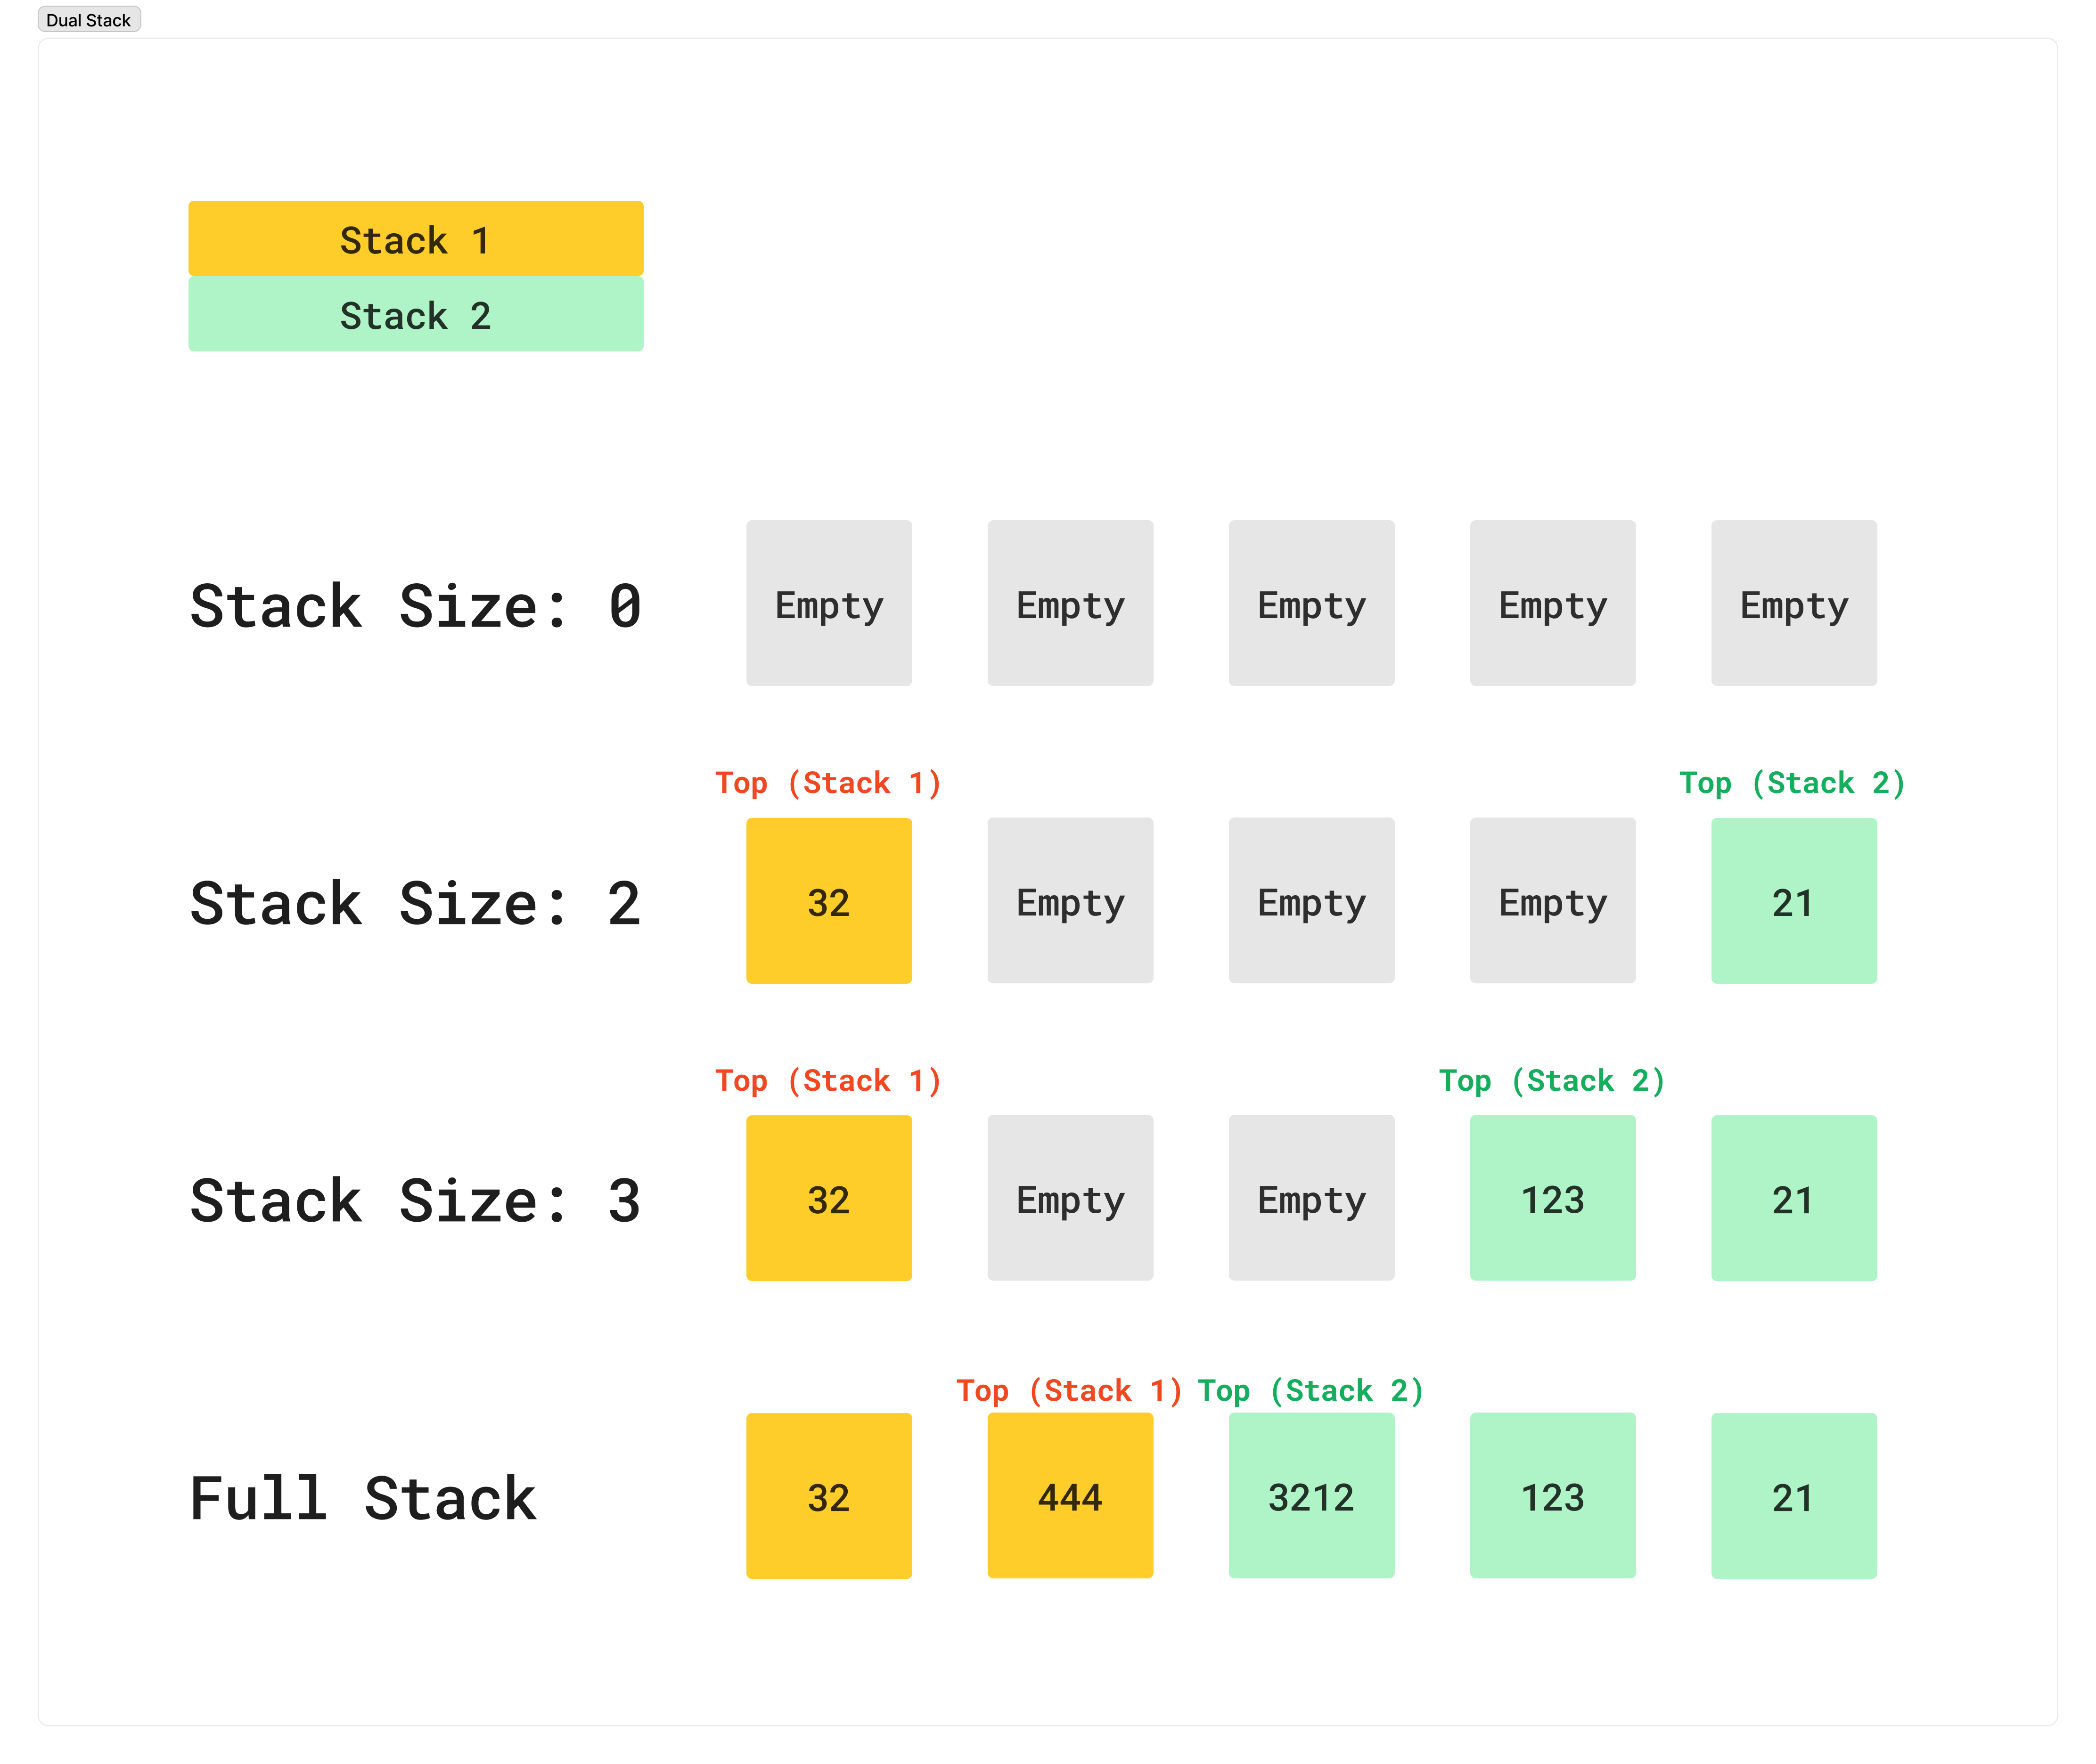 Dual Stack
Stack 1
Stack 2
Stack Size: 0 Empty Empty Empty Empty Empty
Top (Stack 1) Top (Stack 2)
Stack Size: 2 32 Empty Empty Empty 21
Top (Stack 1) Top (Stack 2)
Stack Size: 3 32 Empty Empty 123 21
Top (Stack 1) Top (Stack 2)
Full Stack 32 444 3212 123 21